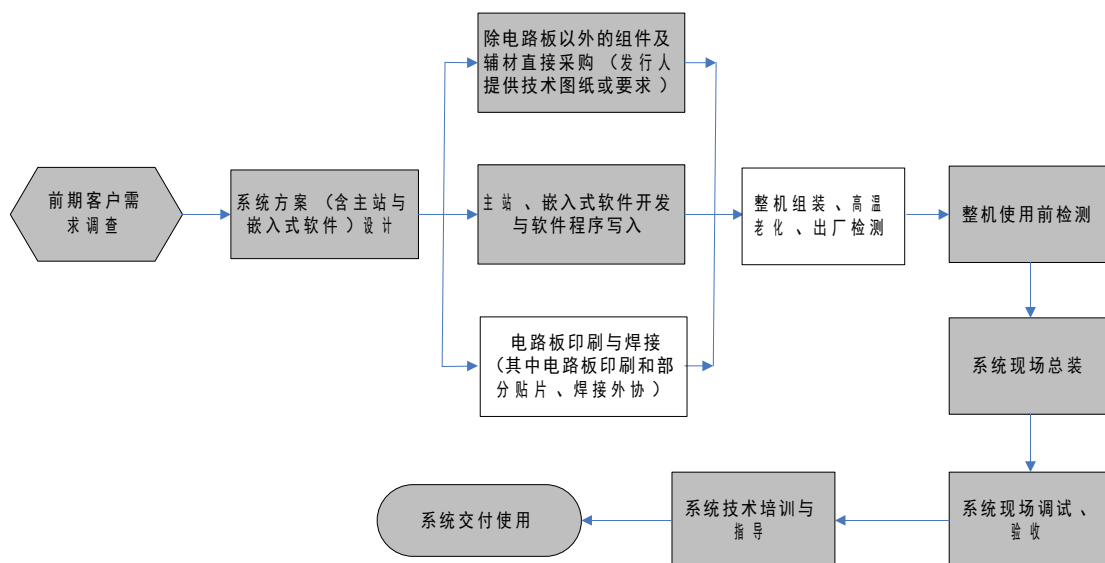 前期客户需
求调查
系统方案（含主站与
嵌入式软件）设计
除电路板以外的组件及
辅材直接采购（发行人
提供技术图纸或要求）
主站、嵌入式软件开发
与软件程序写入
电路板印刷与焊接
（其中电路板印刷和部
分贴片、焊接外协）
整机组装、高温
老化、出厂检测
整机使用前检测
系统现场总装
系统现场调试、
验收
系统技术培训与
指导
系统交付使用